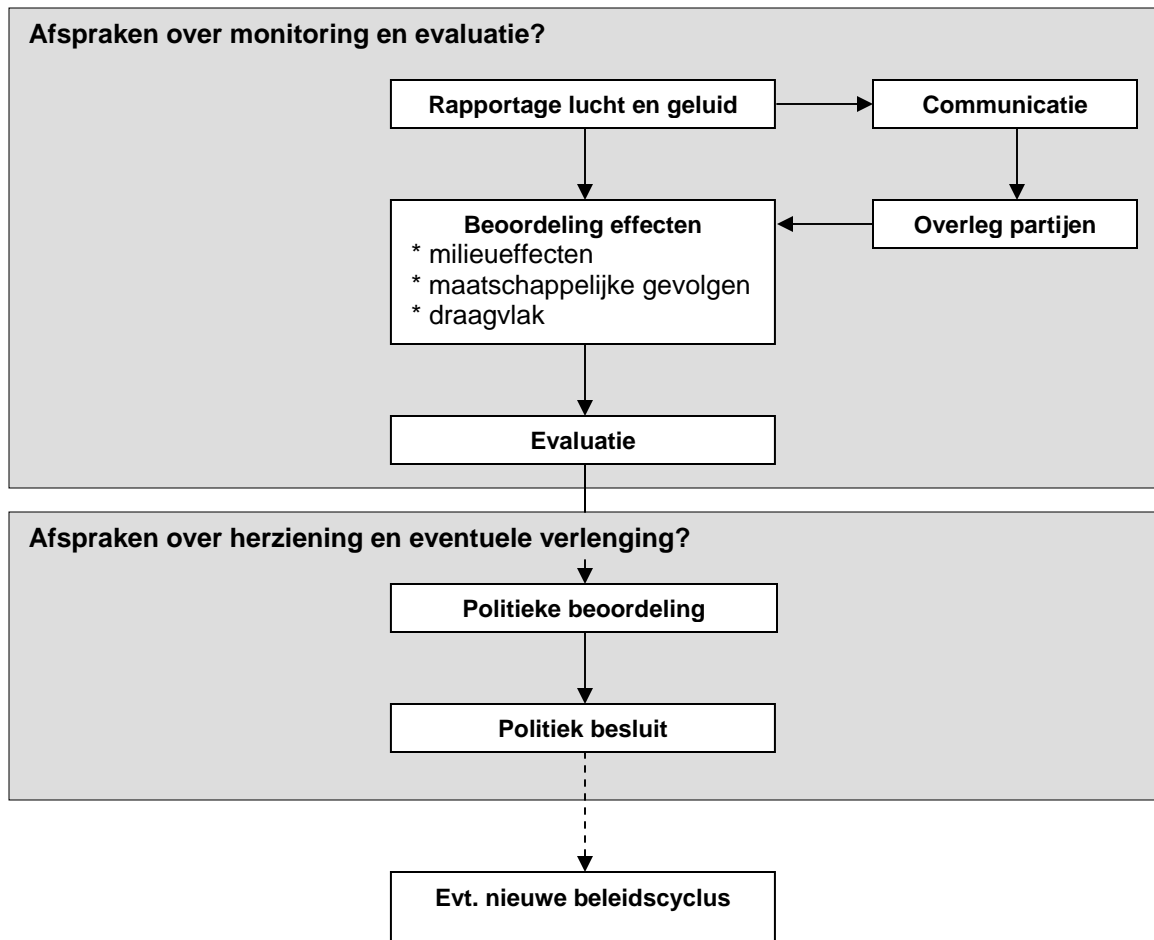 Afspraken over monitoring en evaluatie?
Rapportage lucht en geluid
Communicatie
Beoordeling effecten
* milieueffecten
* maatschappelijke gevolgen
* draagvlak
Overleg partijen
Evaluatie
Afspraken over herziening en eventuele verlenging?
Politieke beoordeling
Politiek besluit
Evt. nieuwe beleidscyclus